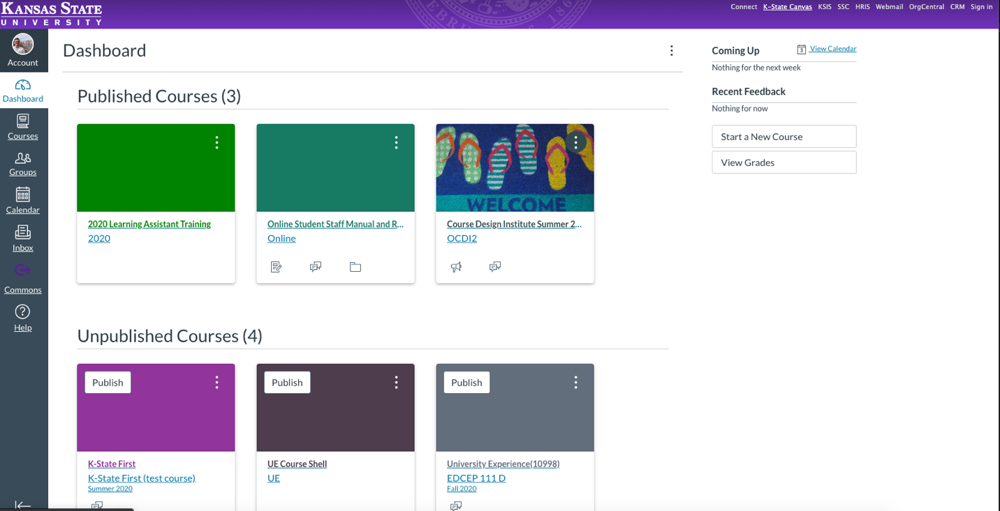 KANSAS STATE
UNIVERSITY
Connect K-State Canvas KSIS SSC HRIS Webmail OrgCentral CRM Sign in
Account
Dashboard
Courses
Groups
Calendar
Inbox
Commons
Help
Dashboard
Published Courses (3)
2020 Learning Assistant Training
2020
Online Student Staff Manual and R...
Online
WELCOME
Course Design Institute Summer 2...
OCDI2
Unpublished Courses (4)
Publish
K-State First
K-State First (test course)
Summer 2020
Publish
UE Course Shell
UE
Publish
University Experience(10998)
EDCEP 111 D
Fall 2020
Coming Up
3 View Calendar
Nothing for the next week
Recent Feedback
Nothing for now
Start a New Course
View Grades